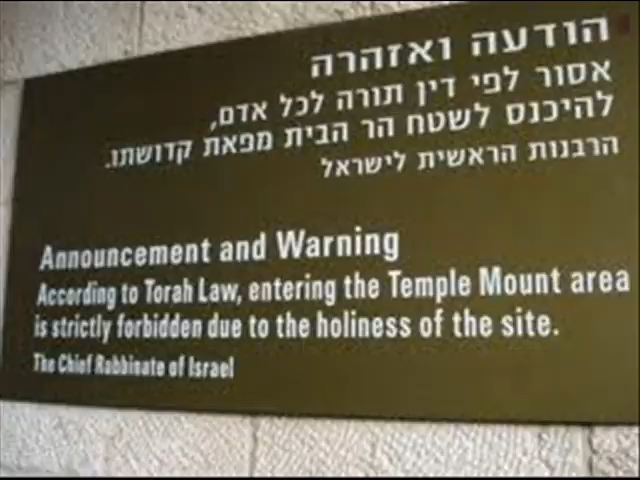 הודעה ואזהרה
אסור לפי דין תורה לכל אדם,
להיכנס לשטח הר הבית מפאת קדושתו.
הרבנות הראשית לישראל
Announcement and Warning
According to Torah Law, entering the Temple Mount area
is strictly forbidden due to the holiness of the site.
The Chief Rabbinate of Israel